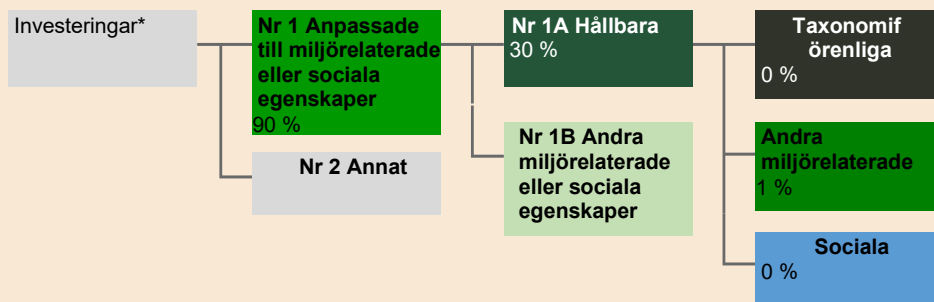 Investeringar*
Nr 1 Anpassade
till miljörelaterade
eller sociala
egenskaper
90 %
Nr 2 Annat
Nr 1A Hållbara
30 %
Nr 1B Andra
miljörelaterade
eller sociala
egenskaper
Taxonomif
örenliga
0 %
Andra
miljörelaterade
1 %
Sociala
0 %